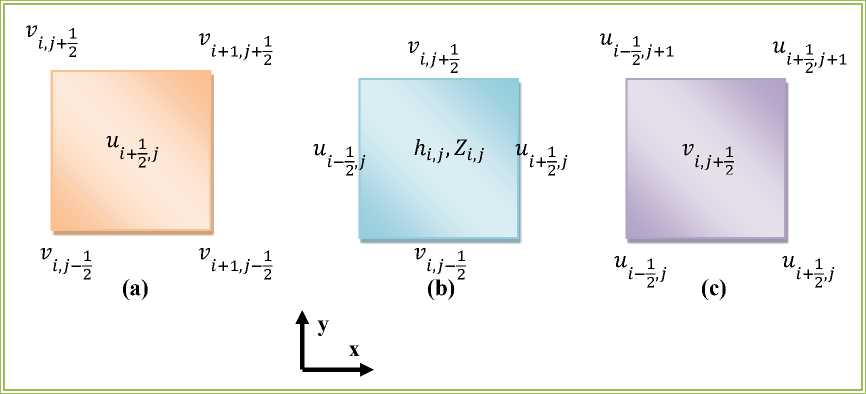 v_{i,j+\frac{1}{2}} v_{i+1,j+\frac{1}{2}}
u_{i+\frac{1}{2},j}
v_{i,j-\frac{1}{2}} v_{i+1,j-\frac{1}{2}}
(a)
v_{i,j+\frac{1}{2}}
u_{i-\frac{1}{2},j} h_{i,j}, Z_{i,j} u_{i+\frac{1}{2},j}
v_{i,j-\frac{1}{2}}
(b)
u_{i-\frac{1}{2},j+1} u_{i+\frac{1}{2},j+1}
v_{i,j+\frac{1}{2}}
u_{i-\frac{1}{2},j} u_{i+\frac{1}{2},j}
(c)
y
x